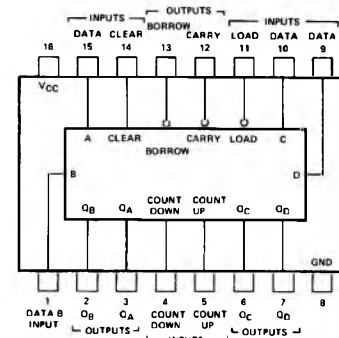 INPUTS OUTPUTS INPUTS
BORROW
DATA CLEAR CARRY LOAD DATA DATA
16 15 14 13 12 11 10 9
VCC
A CLEAR CARRY LOAD C
BORROW
B D
QB QA COUNT DOWN COUNT UP QC QD
GND
1 2 3 4 5 6 7 8
DATA B QB QA COUNT COUNT QC QD
INPUT OUTPUTS DOWN UP OUTPUTS
INPUTS